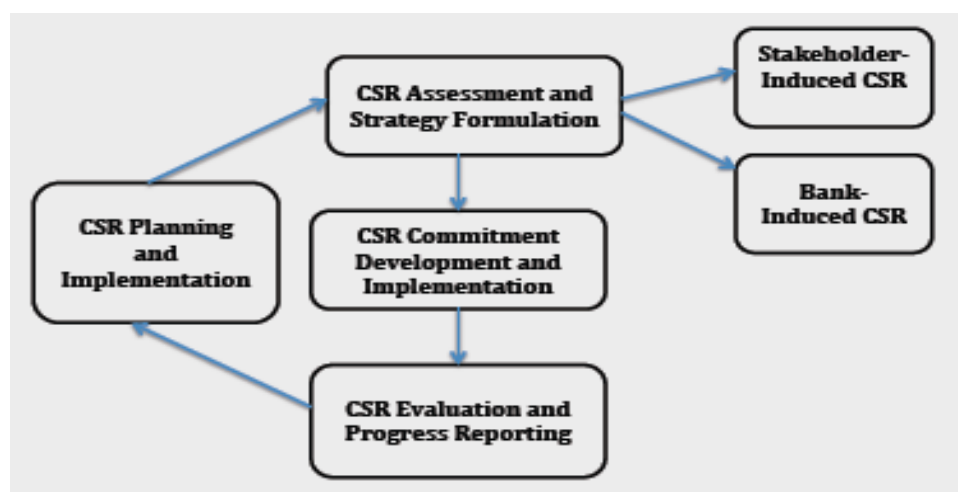 Stakeholder-
Induced CSR
CSR Assessment and
Strategy Formulation
Bank-
Induced CSR
CSR Planning
and
Implementation
CSR Commitment
Development and
Implementation
CSR Evaluation and
Progress Reporting